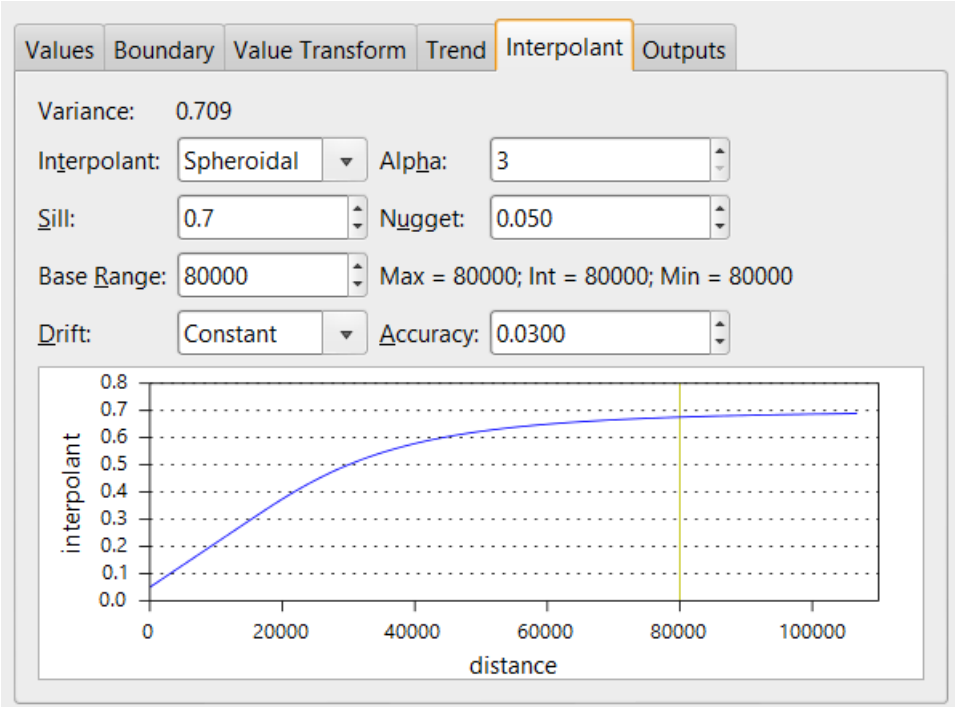 Values Boundary Value Transform Trend Interpolant Outputs
Variance: 0.709
Interpolant: Spheroidal Alpha: 3
Sill: 0.7 Nugget: 0.050
Base Range: 80000 Max = 80000; Int = 80000; Min = 80000
Drift: Constant Accuracy: 0.0300
0.8
0.7
0.6
0.5
0.4
0.3
0.2
0.1
0.0
interpolant
0 20000 40000 60000 80000 100000
distance